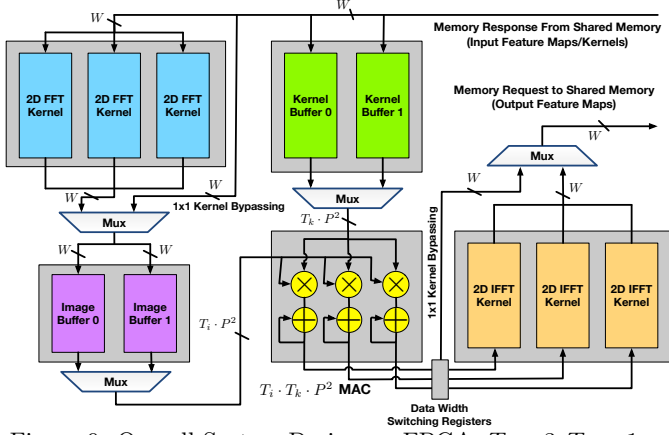 W
W
Memory Response From Shared Memory
(Input Feature Maps/Kernels)
2D FFT
Kernel
2D FFT
Kernel
2D FFT
Kernel
Kernel
Buffer 0
Kernel
Buffer 1
Memory Request to Shared Memory
(Output Feature Maps)
W
Mux
W
W
W
W
1x1 Kernel Bypassing
Mux
Mux
T_k · P^2
W
W
1x1 Kernel Bypassing
Image
Buffer 0
Image
Buffer 1
T_i · P^2
2D IFFT
Kernel
2D IFFT
Kernel
2D IFFT
Kernel
Mux
T_i · T_k · P^2 MAC
Data Width
Switching Registers